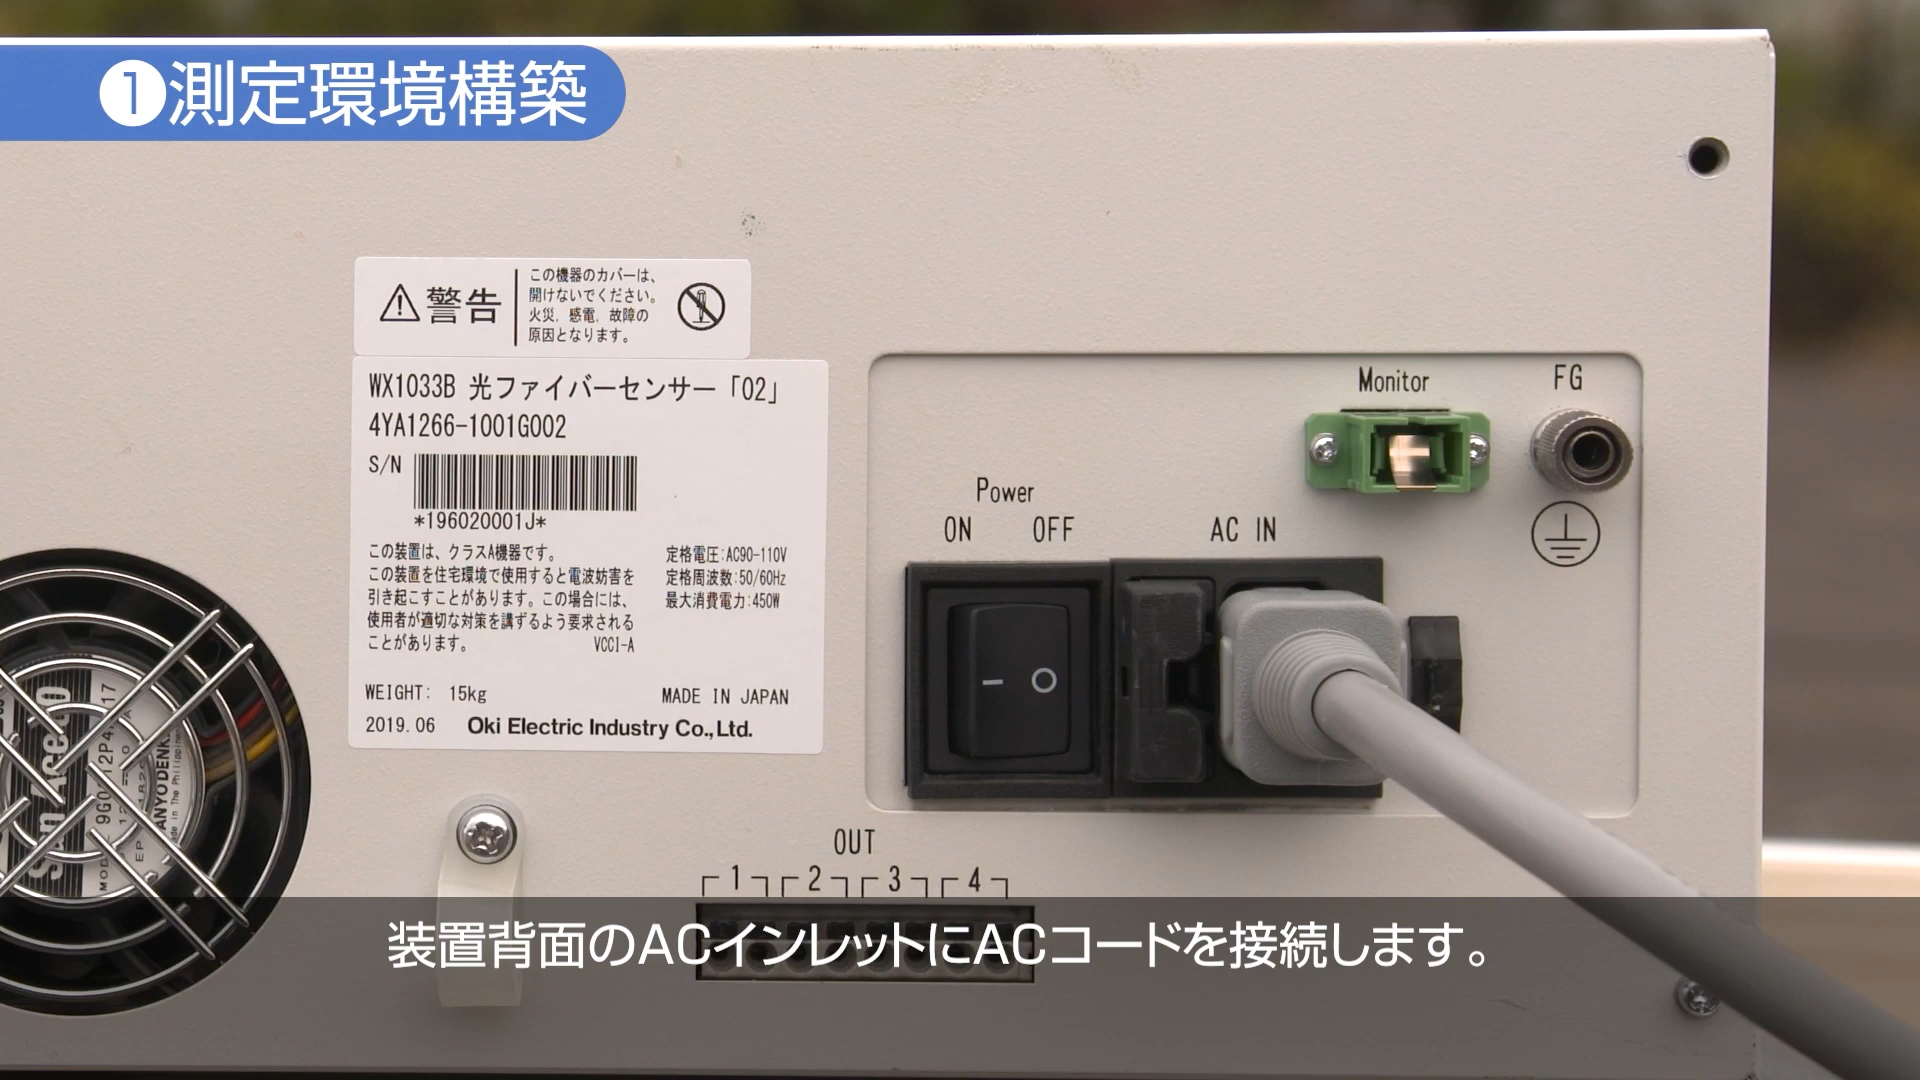 ❶測定環境構築
警告
この機器のカバーは、
開けないでください。
火災, 感電, 故障の
原因となります。
WX1033B 光ファイバーセンサー「02」
4YA1266-1001G002
S/N
*196020001J*
この装置は、クラスA機器です。
この装置を住宅環境で使用すると電波妨害を
引き起こすことがあります。この場合には、
使用者が適切な対策を講ずるよう要求される
ことがあります。
VCCI-A
定格電圧:AC90-110V
定格周波数:50/60Hz
最大消費電力:450W
WEIGHT: 15kg
MADE IN JAPAN
2019.06 Oki Electric Industry Co., Ltd.
Monitor
FG
Power
ON OFF
AC IN
OUT
1 2 3 4
装置背面のACインレットにACコードを接続します。